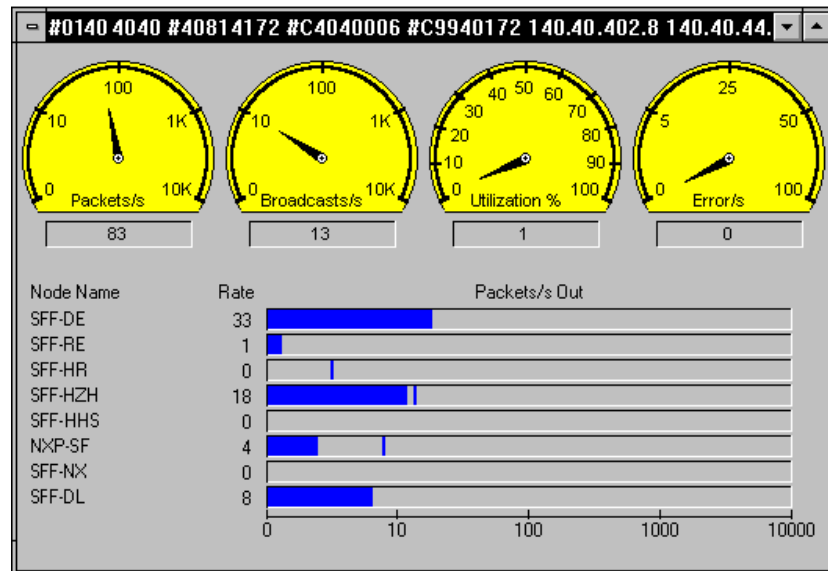 #0140 4040 #40814172 #C4040006 #C9940172 140.40.402.8 140.40.44.
0 10 100 1K 10K
Packets/s
83
0 10 100 1K 10K
Broadcasts/s
13
0 10 20 30 40 50 60 70 80 90 100
Utilization %
1
0 5 25 50 100
Error/s
0
Node Name Rate Packets/s Out
SFF-DE 33
SFF-RE 1
SFF-HR 0
SFF-HZH 18
SFF-HHS 0
NXP-SF 4
SFF-NX 0
SFF-DL 8
0 10 100 1000 10000